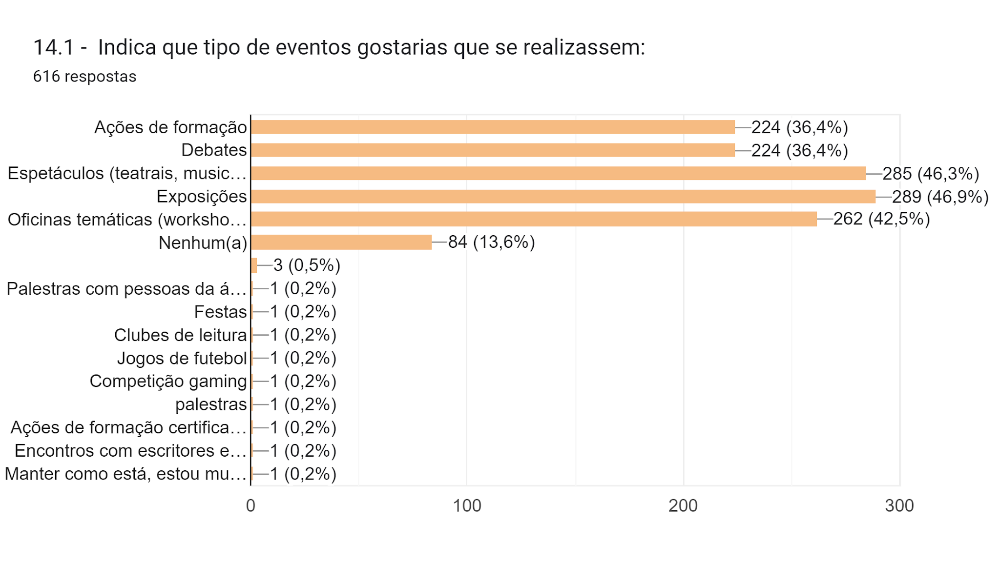 14.1 -  Indica que tipo de eventos gostarias que se realizassem:
616 respostas
Ações de formação 224 (36,4%)
Debates 224 (36,4%)
Espetáculos (teatrais, music… 285 (46,3%)
Exposições 289 (46,9%)
Oficinas temáticas (worksho… 262 (42,5%)
Nenhum(a) 84 (13,6%)
3 (0,5%)
Palestras com pessoas da á… 1 (0,2%)
Festas 1 (0,2%)
Clubes de leitura 1 (0,2%)
Jogos de futebol 1 (0,2%)
Competição gaming 1 (0,2%)
palestras 1 (0,2%)
Ações de formação certifica… 1 (0,2%)
Encontros com escritores e… 1 (0,2%)
Manter como está, estou mu… 1 (0,2%)
0 100 200 300